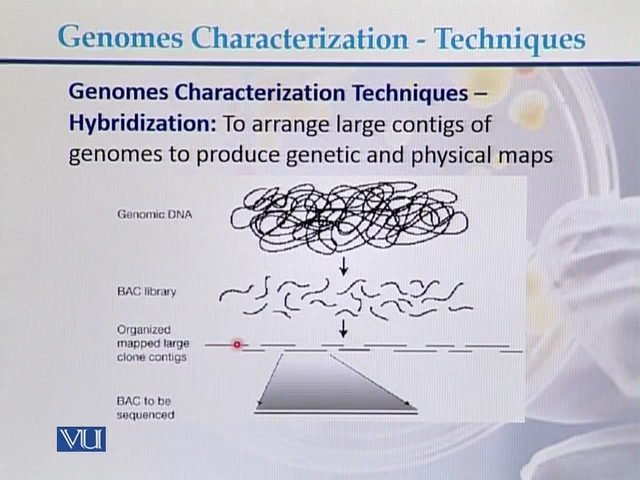 Genomes Characterization - Techniques
Genomes Characterization Techniques –
Hybridization: To arrange large contigs of
genomes to produce genetic and physical maps
Genomic DNA
BAC library
Organized
mapped large
clone contigs
BAC to be
sequenced
VU